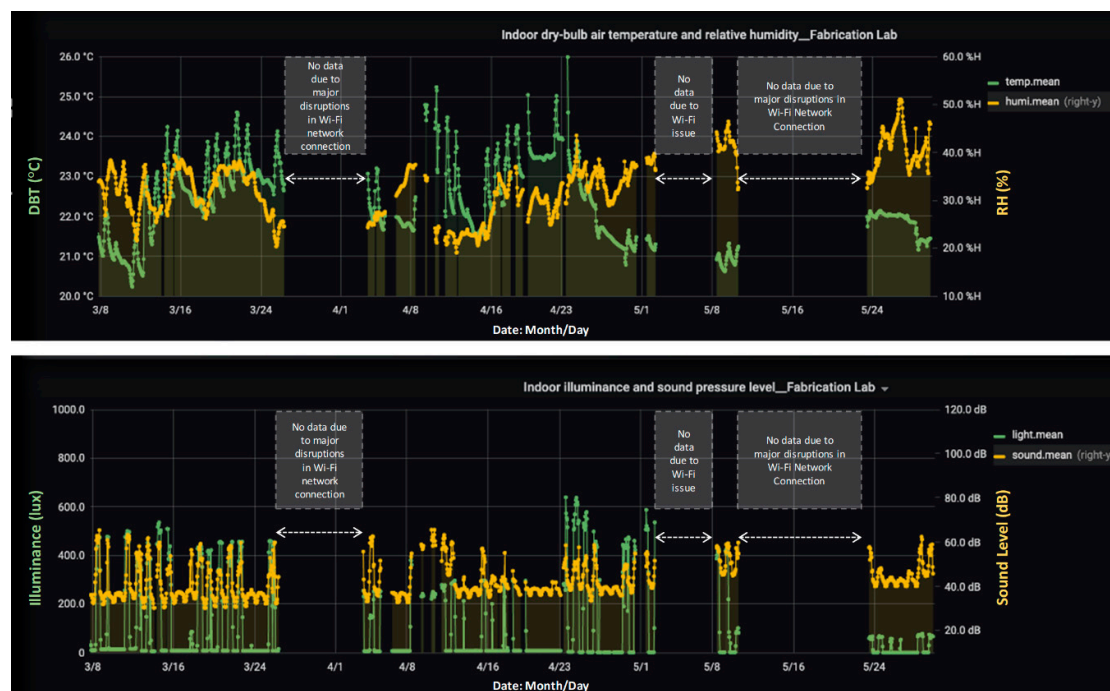 Indoor dry-bulb air temperature and relative humidity__Fabrication Lab
26.0 °C
25.0 °C
24.0 °C
23.0 °C
22.0 °C
21.0 °C
20.0 °C
DBT (°C)
No data
due to
major
disruptions
in Wi-Fi
network
connection
No
data
due to
Wi-Fi
issue
No data due to
major disruptions in
Wi-Fi Network
Connection
60.0 %H
50.0 %H
40.0 %H
30.0 %H
20.0 %H
10.0 %H
RH (%)
temp.mean
humi.mean (right-y)
3/8 3/16 3/24 4/1 4/8 4/16 4/23 5/1 5/8 5/16 5/24
Date: Month/Day
Indoor illuminance and sound pressure level__Fabrication Lab
1000.0
800.0
600.0
400.0
200.0
0
Illuminance (lux)
No data due
to major
disruptions
in Wi-Fi
network
connection
No
data
due to
Wi-Fi
issue
No data due to
major disruptions in
Wi-Fi Network
Connection
120.0 dB
100.0 dB
80.0 dB
60.0 dB
40.0 dB
20.0 dB
Sound Level (dB)
light.mean
sound.mean (right-y
3/8 3/16 3/24 4/1 4/8 4/16 4/23 5/1 5/8 5/16 5/24
Date: Month/Day